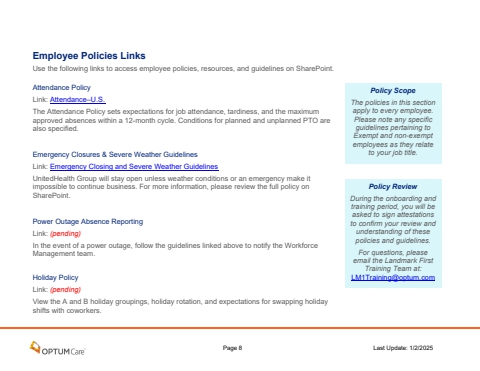 Employee Policies Links
Use the following links to access employee policies, resources, and guidelines on SharePoint.
Attendance Policy
Link: Attendance–U.S.
The Attendance Policy sets expectations for job attendance, tardiness, and the maximum
approved absences within a 12-month cycle. Conditions for planned and unplanned PTO are
also specified.
Emergency Closures & Severe Weather Guidelines
Link: Emergency Closing and Severe Weather Guidelines
UnitedHealth Group will stay open unless weather conditions or an emergency make it
impossible to continue business. For more information, please review the full policy on
SharePoint.
Power Outage Absence Reporting
Link: (pending)
In the event of a power outage, follow the guidelines linked above to notify the Workforce
Management team.
Holiday Policy
Link: (pending)
View the A and B holiday groupings, holiday rotation, and expectations for swapping holiday
shifts with coworkers.
Policy Scope
The policies in this section
apply to every employee.
Please note any specific
guidelines pertaining to
Exempt and non-exempt
employees as they relate
to your job title.
Policy Review
During the onboarding and
training period, you will be
asked to sign attestations
to confirm your review and
understanding of these
policies and guidelines.
For questions, please
email the Landmark First
Training Team at:
LM1Training@optum.com
OPTUMCare
Page 8
Last Update: 1/2/2025